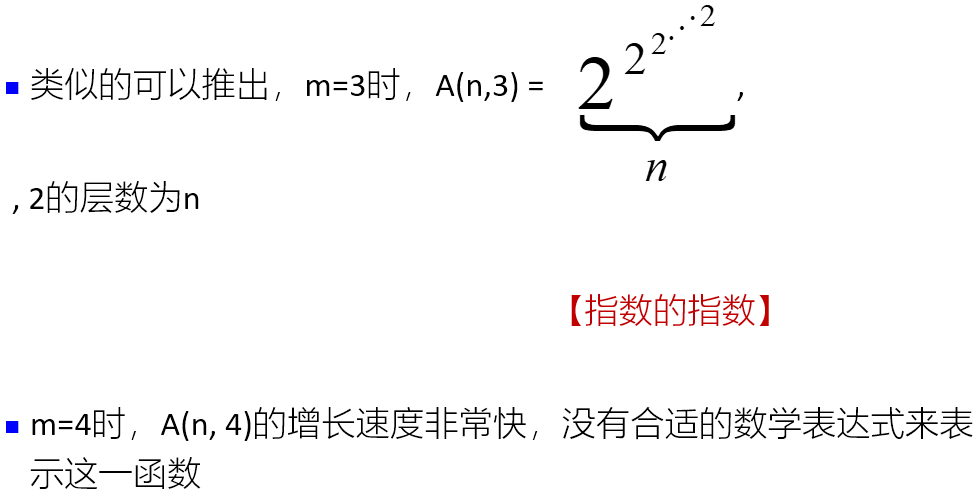 ▪ 类似的可以推出，m=3时，A(n,3) = 2^2^2^⋰^2 ,
n
, 2的层数为n
【指数的指数】
▪ m=4时，A(n, 4)的增长速度非常快，没有合适的数学表达式来表
示这一函数